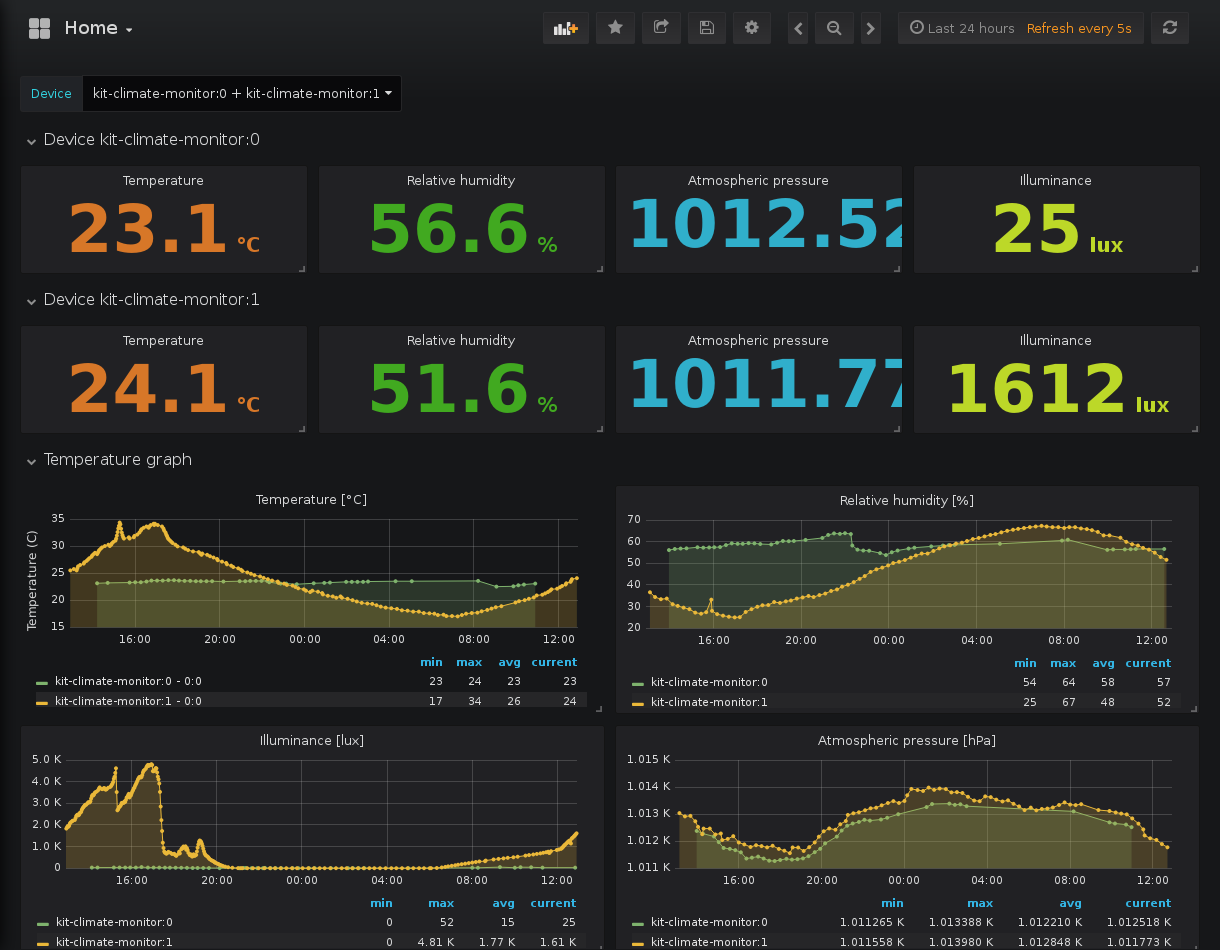 Home
Last 24 hours Refresh every 5s
Device kit-climate-monitor:0 + kit-climate-monitor:1
Device kit-climate-monitor:0
Temperature Relative humidity Atmospheric pressure Illuminance
23.1 °C 56.6 % 1012.52 25 lux
Device kit-climate-monitor:1
Temperature Relative humidity Atmospheric pressure Illuminance
24.1 °C 51.6 % 1011.77 1612 lux
Temperature graph
Temperature [°C]
Temperature (C)
35
30
25
20
15
16:00 20:00 00:00 04:00 08:00 12:00
min max avg current
kit-climate-monitor:0 - 0:0 23 24 23 23
kit-climate-monitor:1 - 0:0 17 34 26 24
Relative humidity [%]
70
60
50
40
30
20
16:00 20:00 00:00 04:00 08:00 12:00
min max avg current
kit-climate-monitor:0 54 64 58 57
kit-climate-monitor:1 25 67 48 52
Illuminance [lux]
5.0 K
4.0 K
3.0 K
2.0 K
1.0 K
0
16:00 20:00 00:00 04:00 08:00 12:00
min max avg current
kit-climate-monitor:0 0 52 15 25
kit-climate-monitor:1 0 4.81 K 1.77 K 1.61 K
Atmospheric pressure [hPa]
1.015 K
1.014 K
1.013 K
1.012 K
1.011 K
16:00 20:00 00:00 04:00 08:00 12:00
min max avg current
kit-climate-monitor:0 1.011265 K 1.013388 K 1.012210 K 1.012518 K
kit-climate-monitor:1 1.011558 K 1.013980 K 1.012848 K 1.011773 K